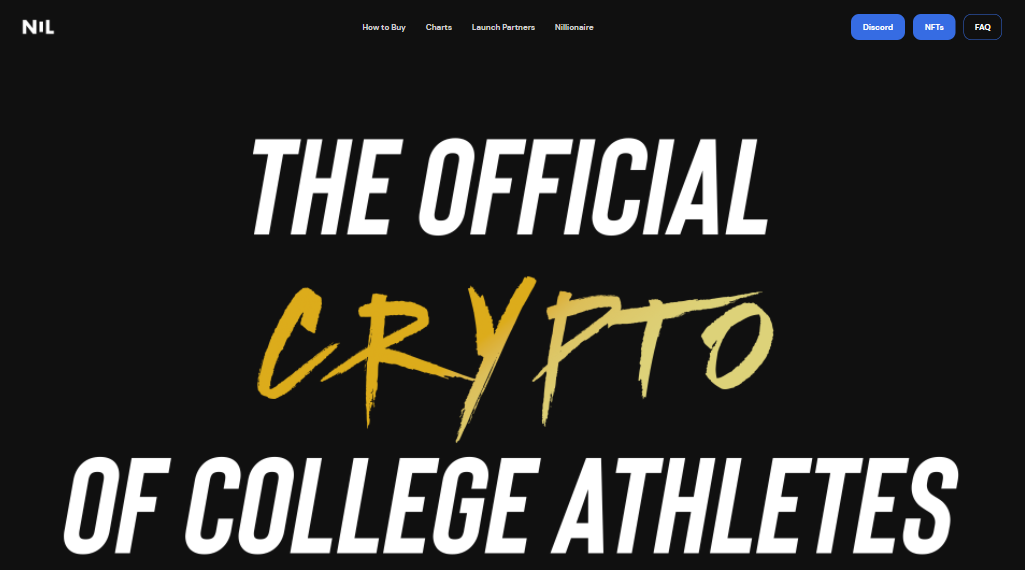 NIL
How to Buy Charts Launch Partners Nillionaire
Discord NFTs FAQ
THE OFFICIAL
CRYPTO
OF COLLEGE ATHLETES